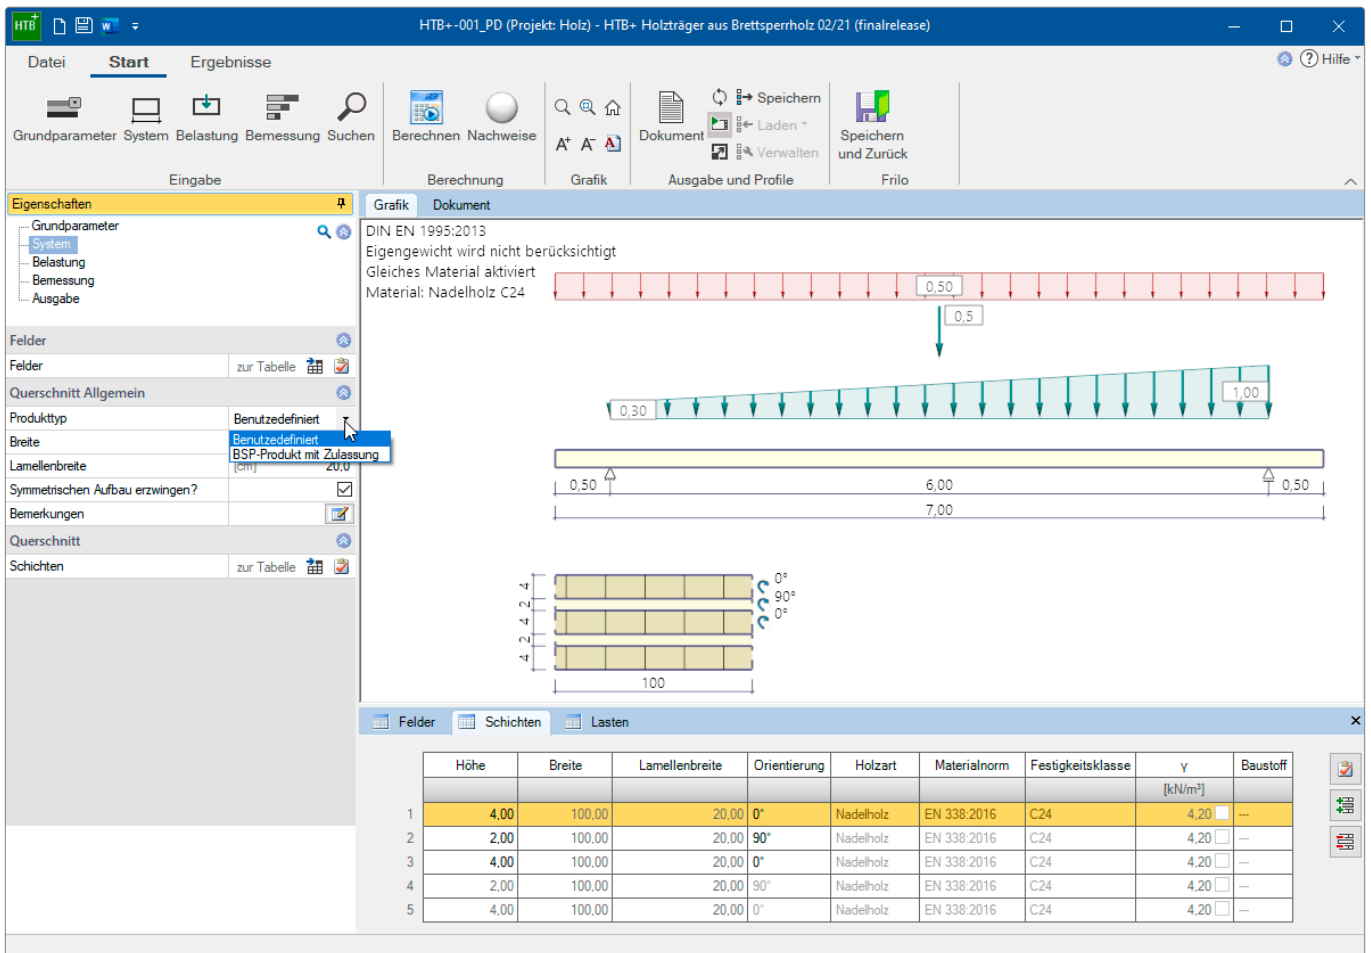 HTB+ HTB+-001_PD (Projekt: Holz) - HTB+ Holzträger aus Brettsperrholz 02/21 (finalrelease)
Datei Start Ergebnisse Hilfe
Grundparameter System Belastung Bemessung Suchen Berechnen Nachweise Dokument Speichern Laden Verwalten Speichern und Zurück
Eingabe Berechnung Grafik Ausgabe und Profile Frilo
Eigenschaften
Grundparameter
System
Belastung
Bemessung
Ausgabe
Felder
Felder zur Tabelle
Querschnitt Allgemein
Produkttyp Benutzedefiniert
Benutzedefiniert
BSP-Produkt mit Zulassung
Breite
Lamellenbreite [cm] 20,0
Symmetrischen Aufbau erzwingen?
Bemerkungen
Querschnitt
Schichten zur Tabelle
Grafik Dokument
DIN EN 1995:2013
Eigengewicht wird nicht berücksichtigt
Gleiches Material aktiviert
Material: Nadelholz C24
0,50
0,5
1,00
0,30
0,50 6,00 0,50
7,00
4 0°
2 90°
4 0°
2
4
100
Felder Schichten Lasten
Höhe Breite Lamellenbreite Orientierung Holzart Materialnorm Festigkeitsklasse γ Baustoff
[kN/m³]
1 4,00 100,00 20,00 0° Nadelholz EN 338:2016 C24 4,20 ---
2 2,00 100,00 20,00 90° Nadelholz EN 338:2016 C24 4,20 ---
3 4,00 100,00 20,00 0° Nadelholz EN 338:2016 C24 4,20 ---
4 2,00 100,00 20,00 90° Nadelholz EN 338:2016 C24 4,20 ---
5 4,00 100,00 20,00 0° Nadelholz EN 338:2016 C24 4,20 ---